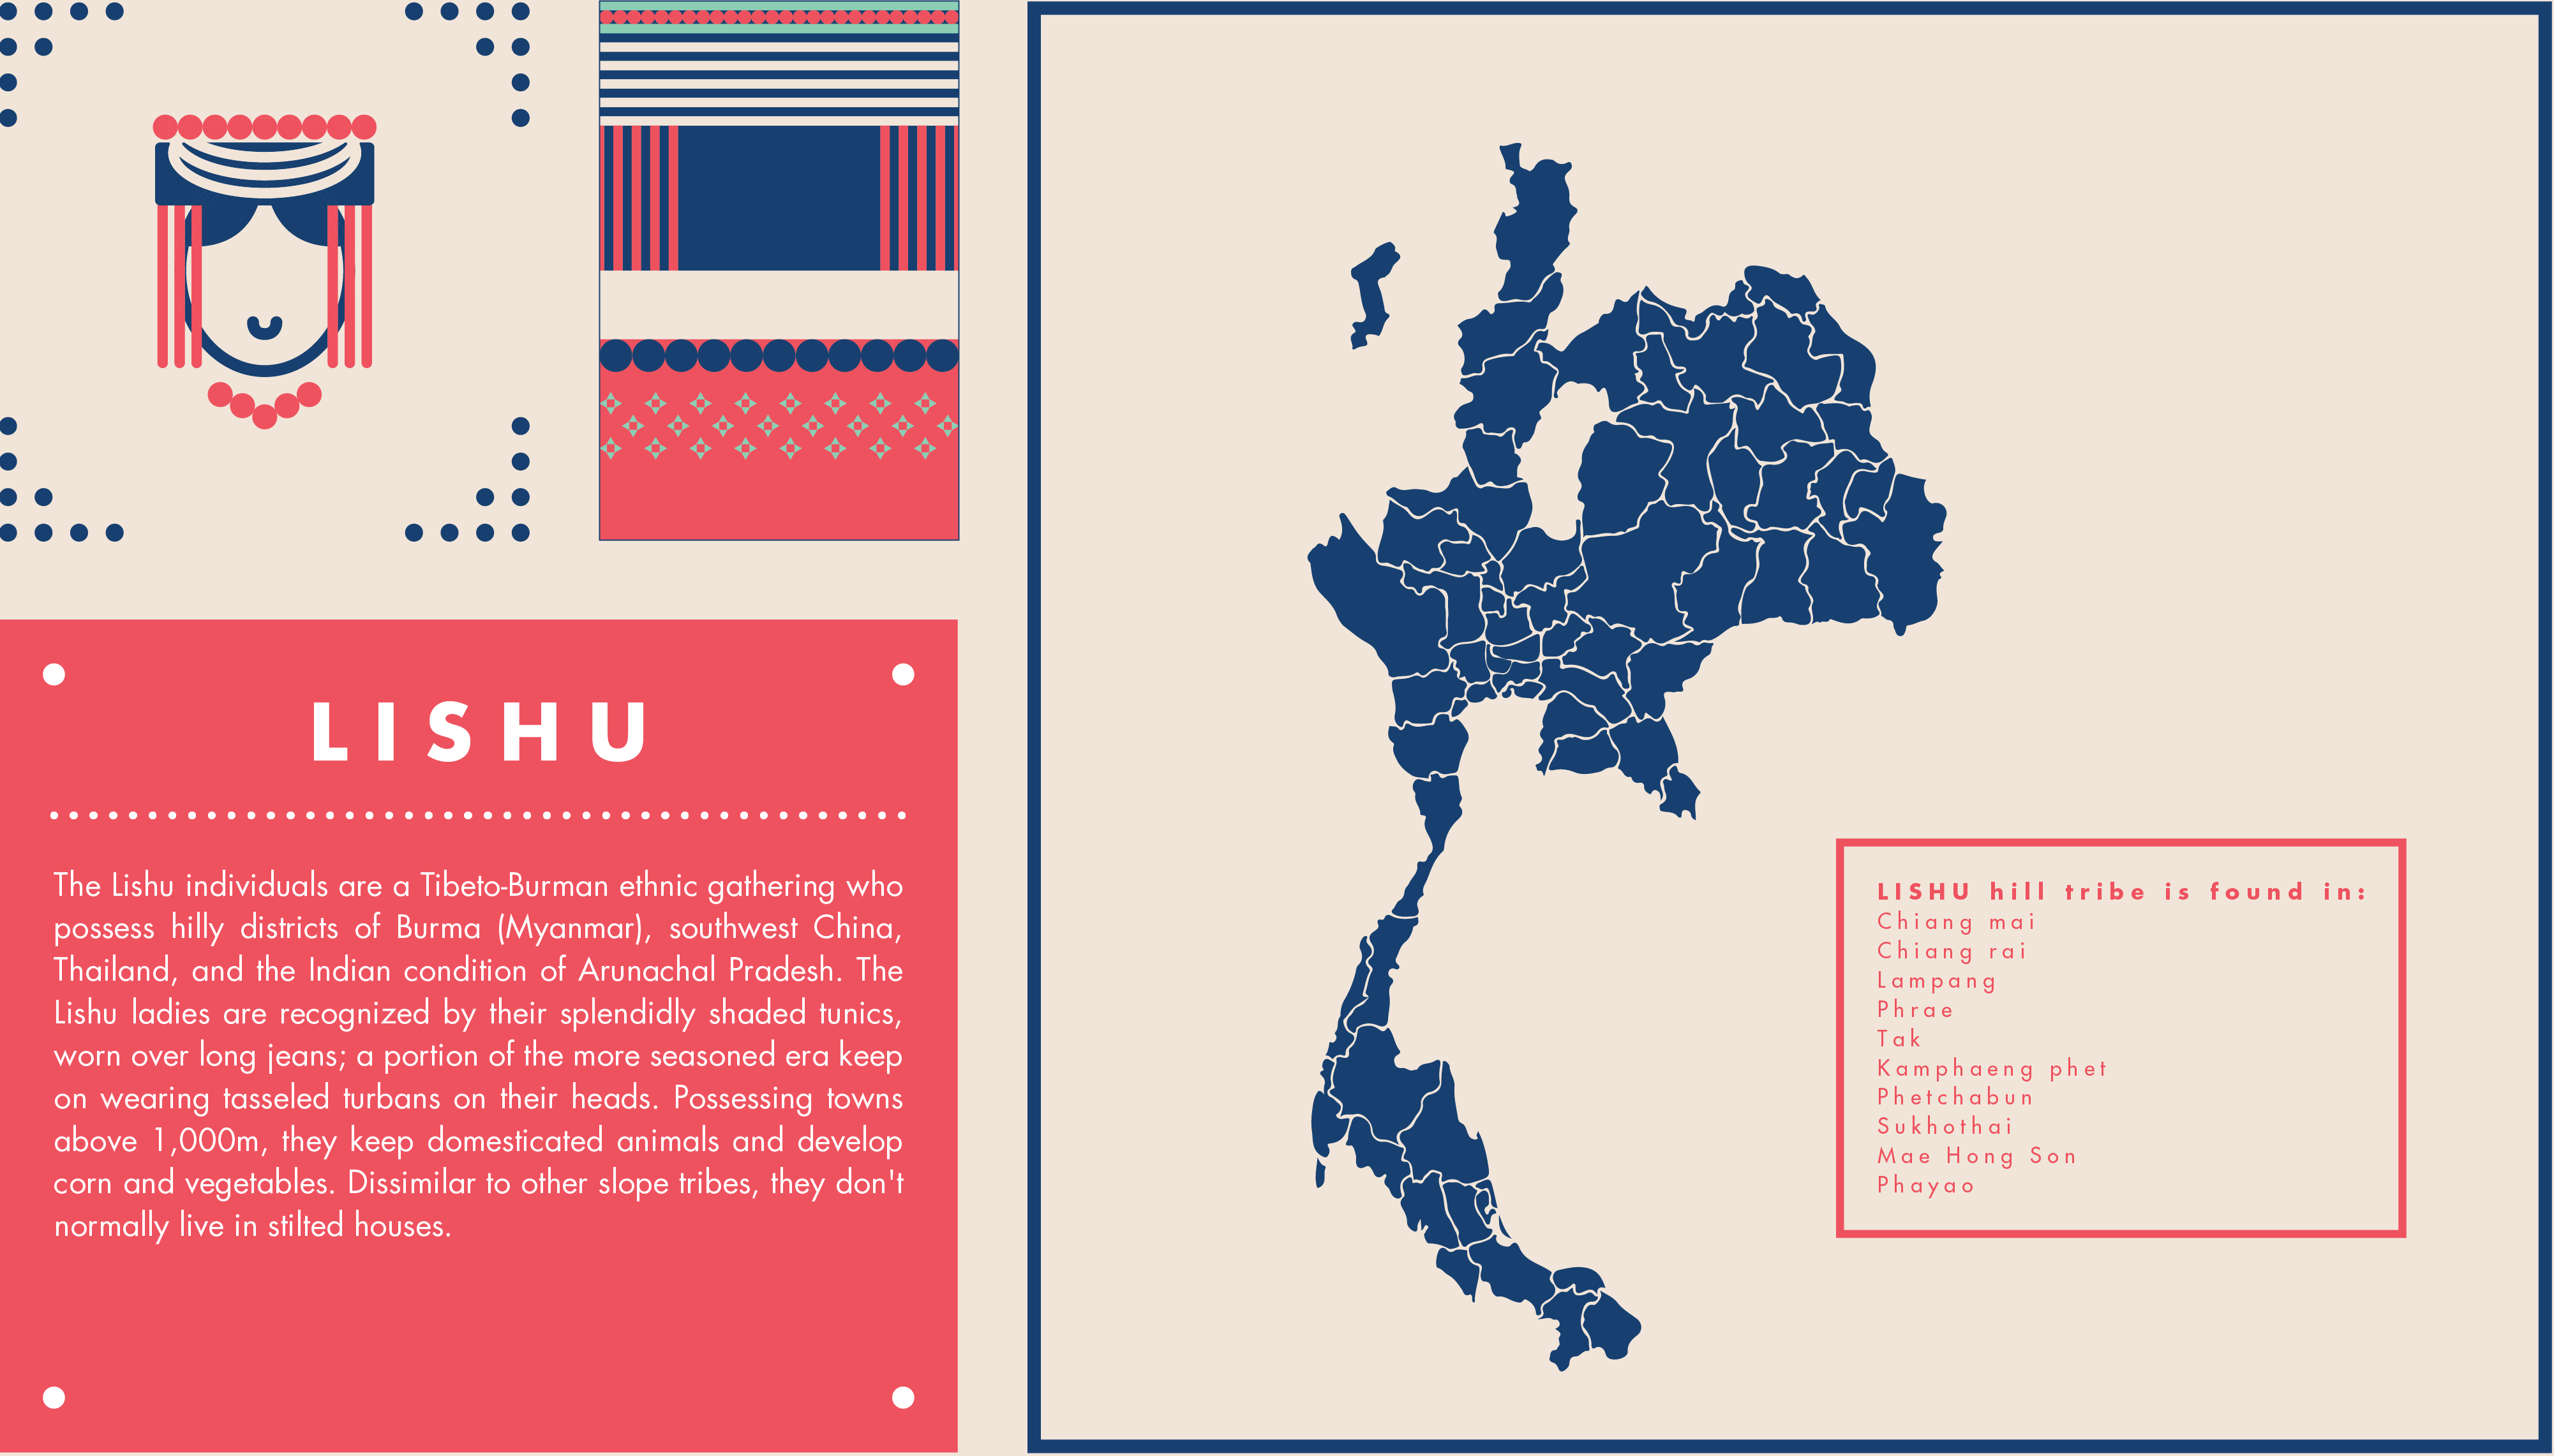 LISHU
The Lishu individuals are a Tibeto-Burman ethnic gathering who
possess hilly districts of Burma (Myanmar), southwest China,
Thailand, and the Indian condition of Arunachal Pradesh. The
Lishu ladies are recognized by their splendidly shaded tunics,
worn over long jeans; a portion of the more seasoned era keep
on wearing tasseled turbans on their heads. Possessing towns
above 1,000m, they keep domesticated animals and develop
corn and vegetables. Dissimilar to other slope tribes, they don't
normally live in stilted houses.
LISHU hill tribe is found in:
Chiang mai
Chiang rai
Lampang
Phrae
Tak
Kamphaeng phet
Phetchabun
Sukhothai
Mae Hong Son
Phayao